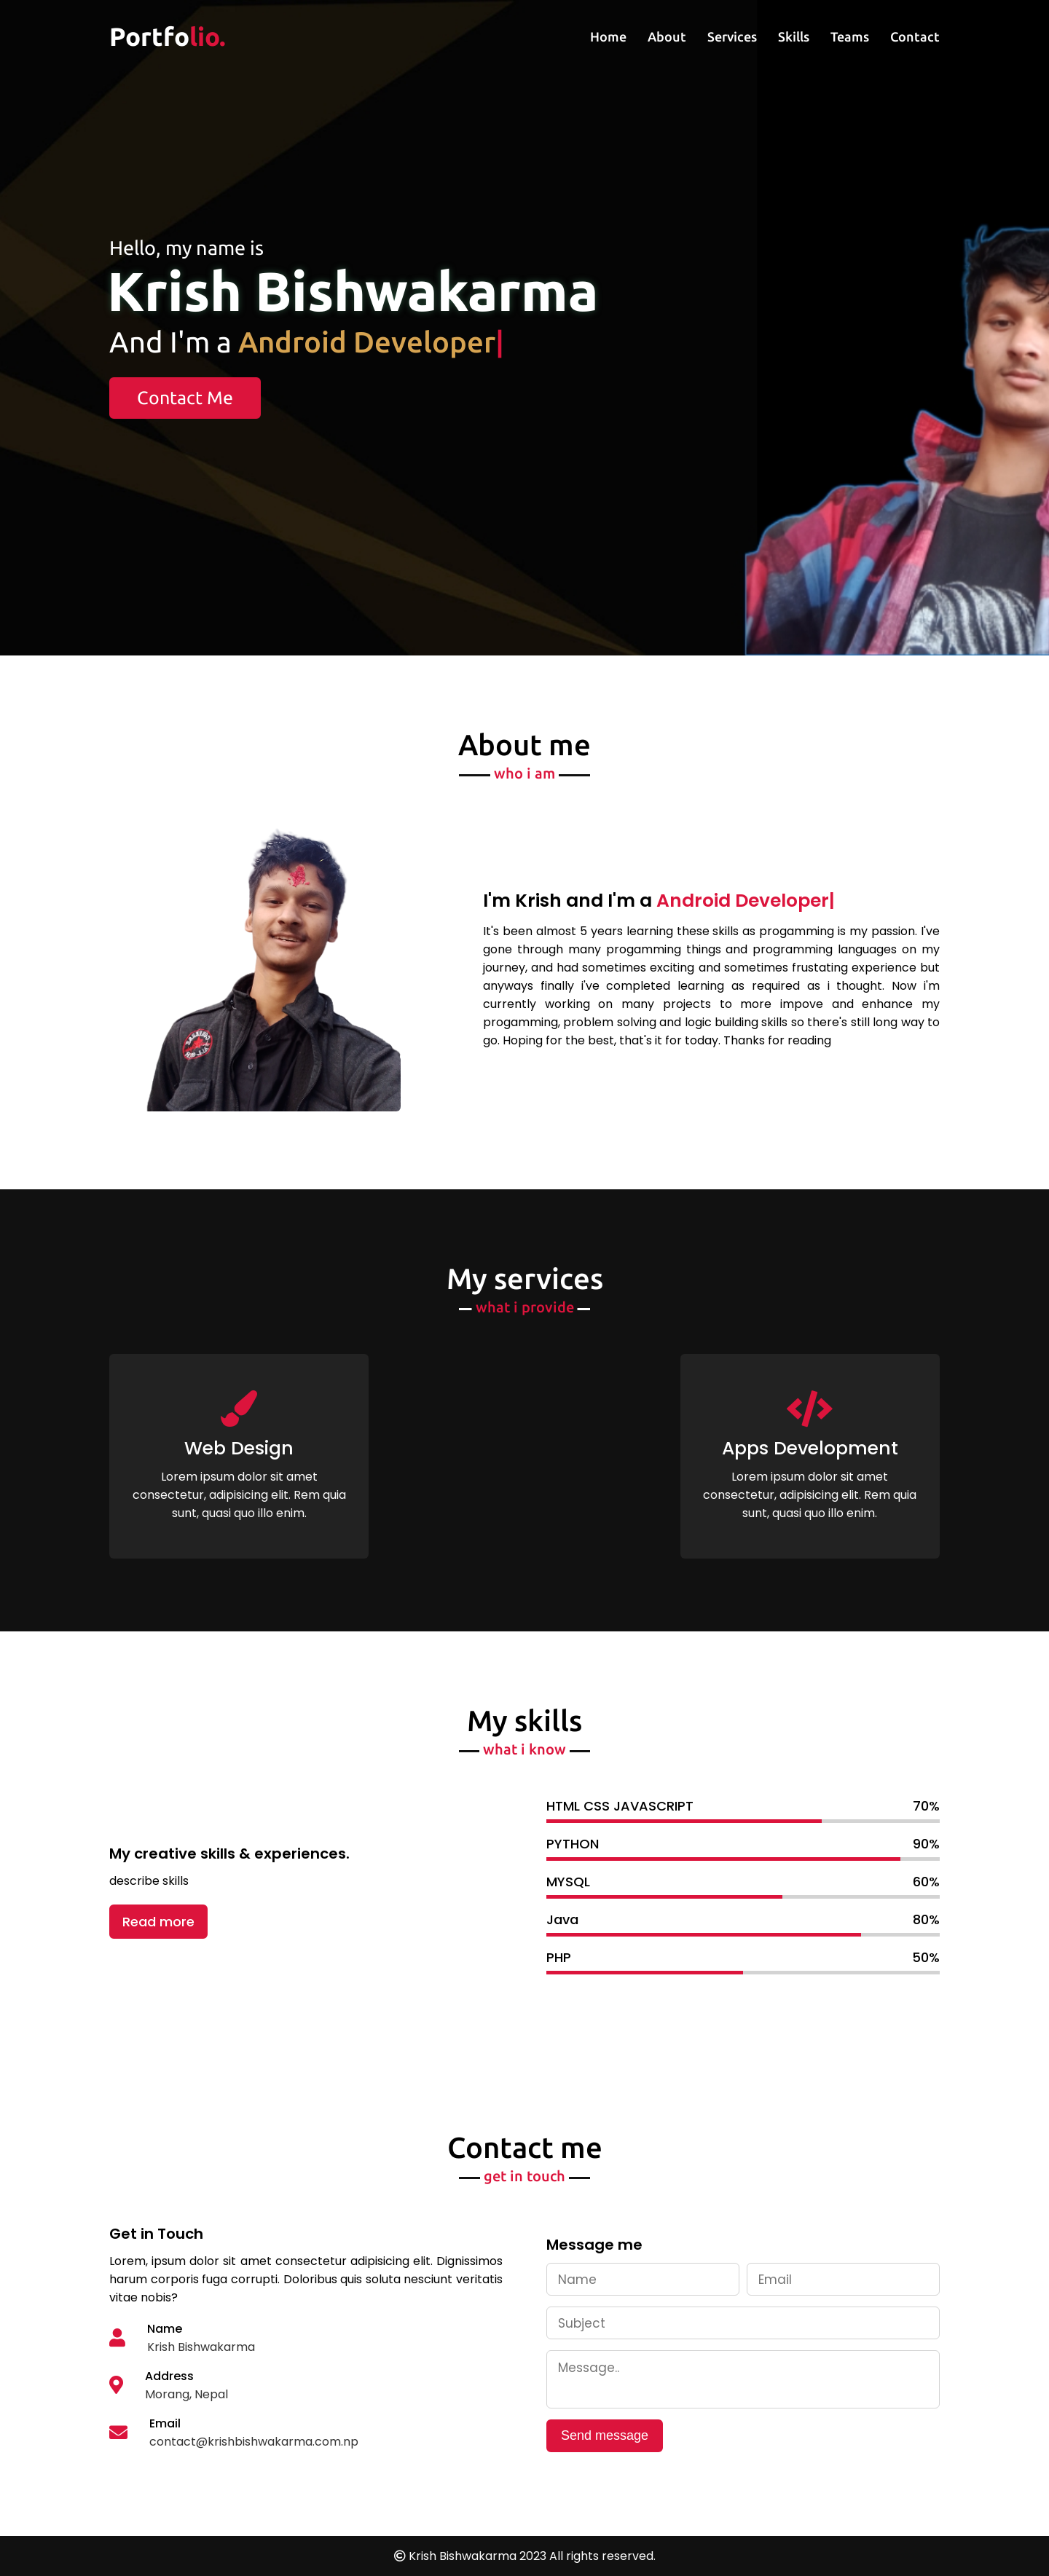 Portfolio.
Home About Services Skills Teams Contact
Hello, my name is
Krish Bishwakarma
And I'm a Android Developer|
Contact Me
About me
who i am
I'm Krish and I'm a Android Developer|
It's been almost 5 years learning these skills as progamming is my passion. I've
gone through many progamming things and programming languages on my
journey, and had sometimes exciting and sometimes frustating experience but
anyways finally i've completed learning as required as i thought. Now i'm
currently working on many projects to more impove and enhance my
progamming, problem solving and logic building skills so there's still long way to
go. Hoping for the best, that's it for today. Thanks for reading
My services
what i provide
Web Design
Lorem ipsum dolor sit amet
consectetur, adipisicing elit. Rem quia
sunt, quasi quo illo enim.
Apps Development
Lorem ipsum dolor sit amet
consectetur, adipisicing elit. Rem quia
sunt, quasi quo illo enim.
My skills
what i know
My creative skills & experiences.
describe skills
Read more
HTML CSS JAVASCRIPT 70%
PYTHON 90%
MYSQL 60%
Java 80%
PHP 50%
Contact me
get in touch
Get in Touch
Lorem, ipsum dolor sit amet consectetur adipisicing elit. Dignissimos
harum corporis fuga corrupti. Doloribus quis soluta nesciunt veritatis
vitae nobis?
Name
Krish Bishwakarma
Address
Morang, Nepal
Email
contact@krishbishwakarma.com.np
Message me
Name Email
Subject
Message..
Send message
© Krish Bishwakarma 2023 All rights reserved.